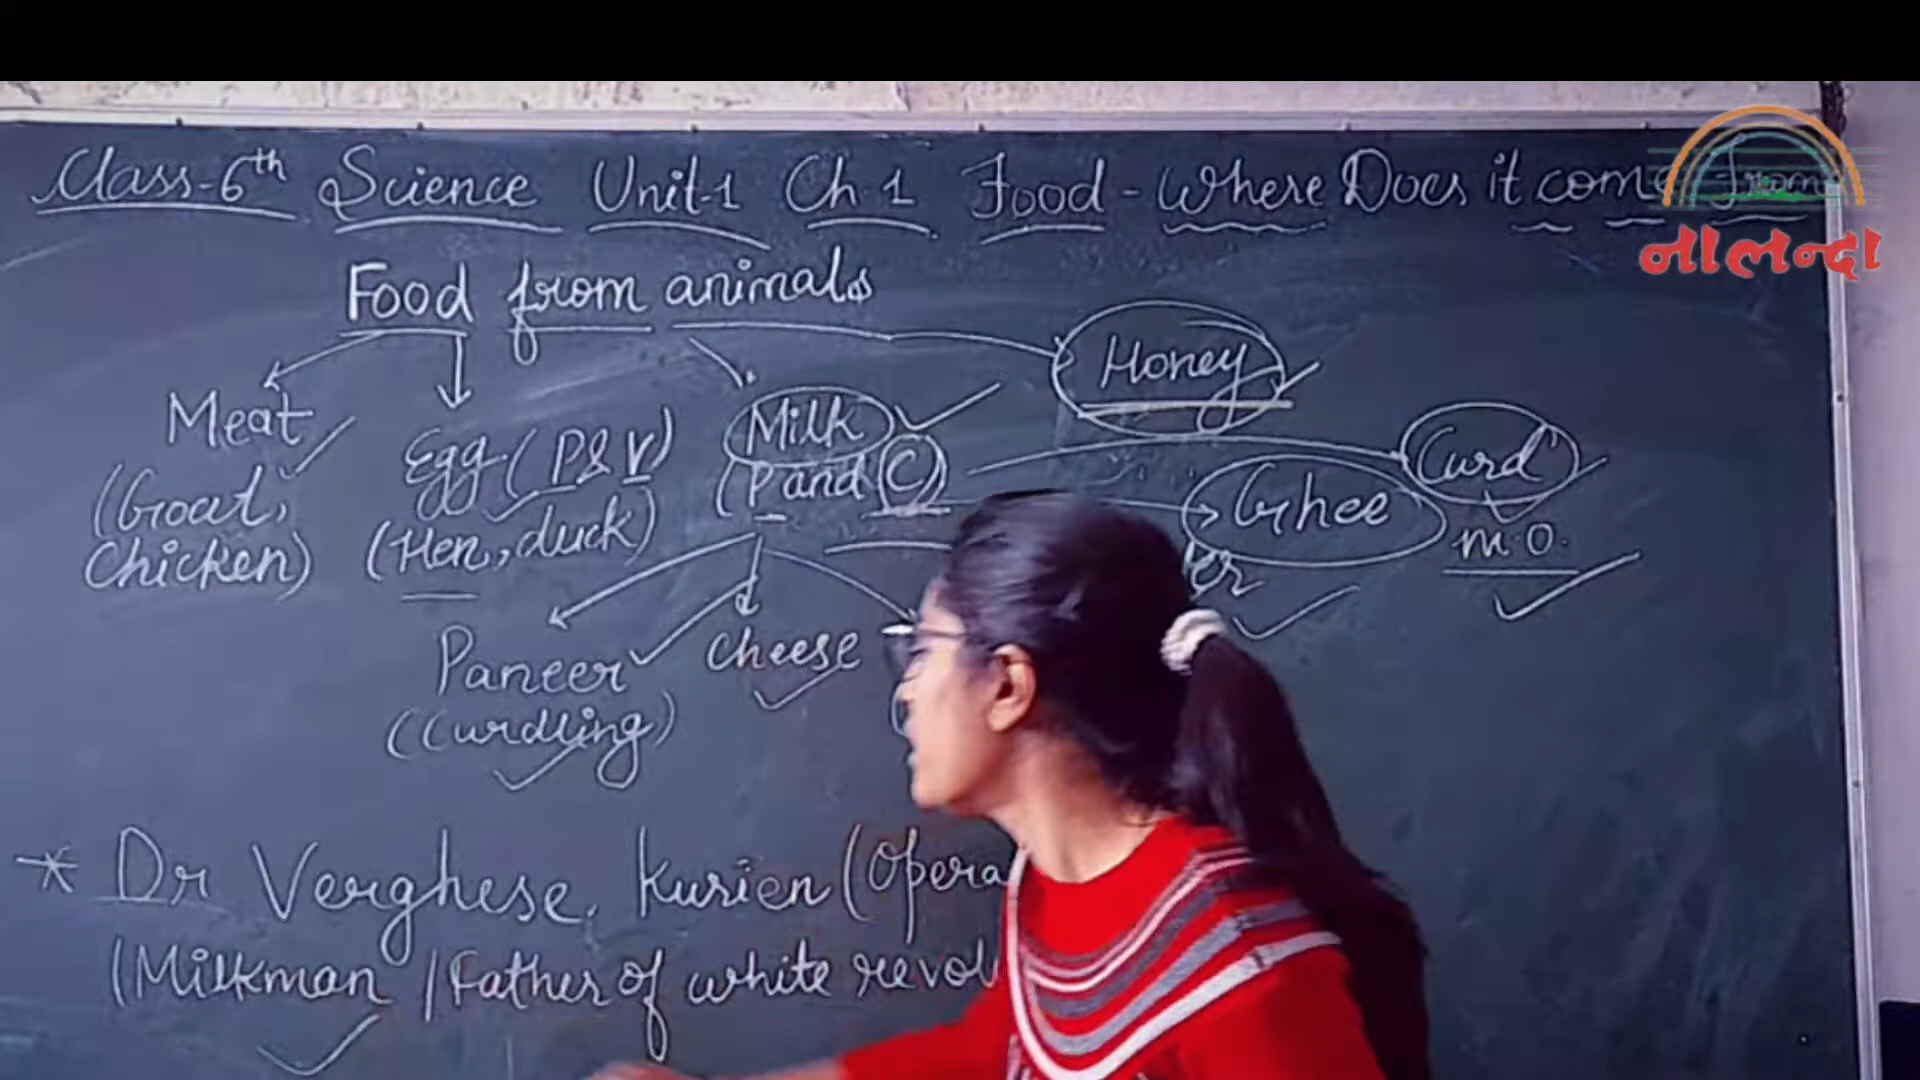 Class-6th Science Unit-1 Ch-1 Food - Where Does it come from
नालन्दा
Food from animals
Honey
Meat
(Goat,
Chicken)
Egg (P & V)
(Hen, duck)
Milk
(P and C)
Curd
M.O.
Ghee
Paneer
(Curdling)
Cheese
* Dr Verghese. Kurien (Opera
(Milkman / Father of white revol